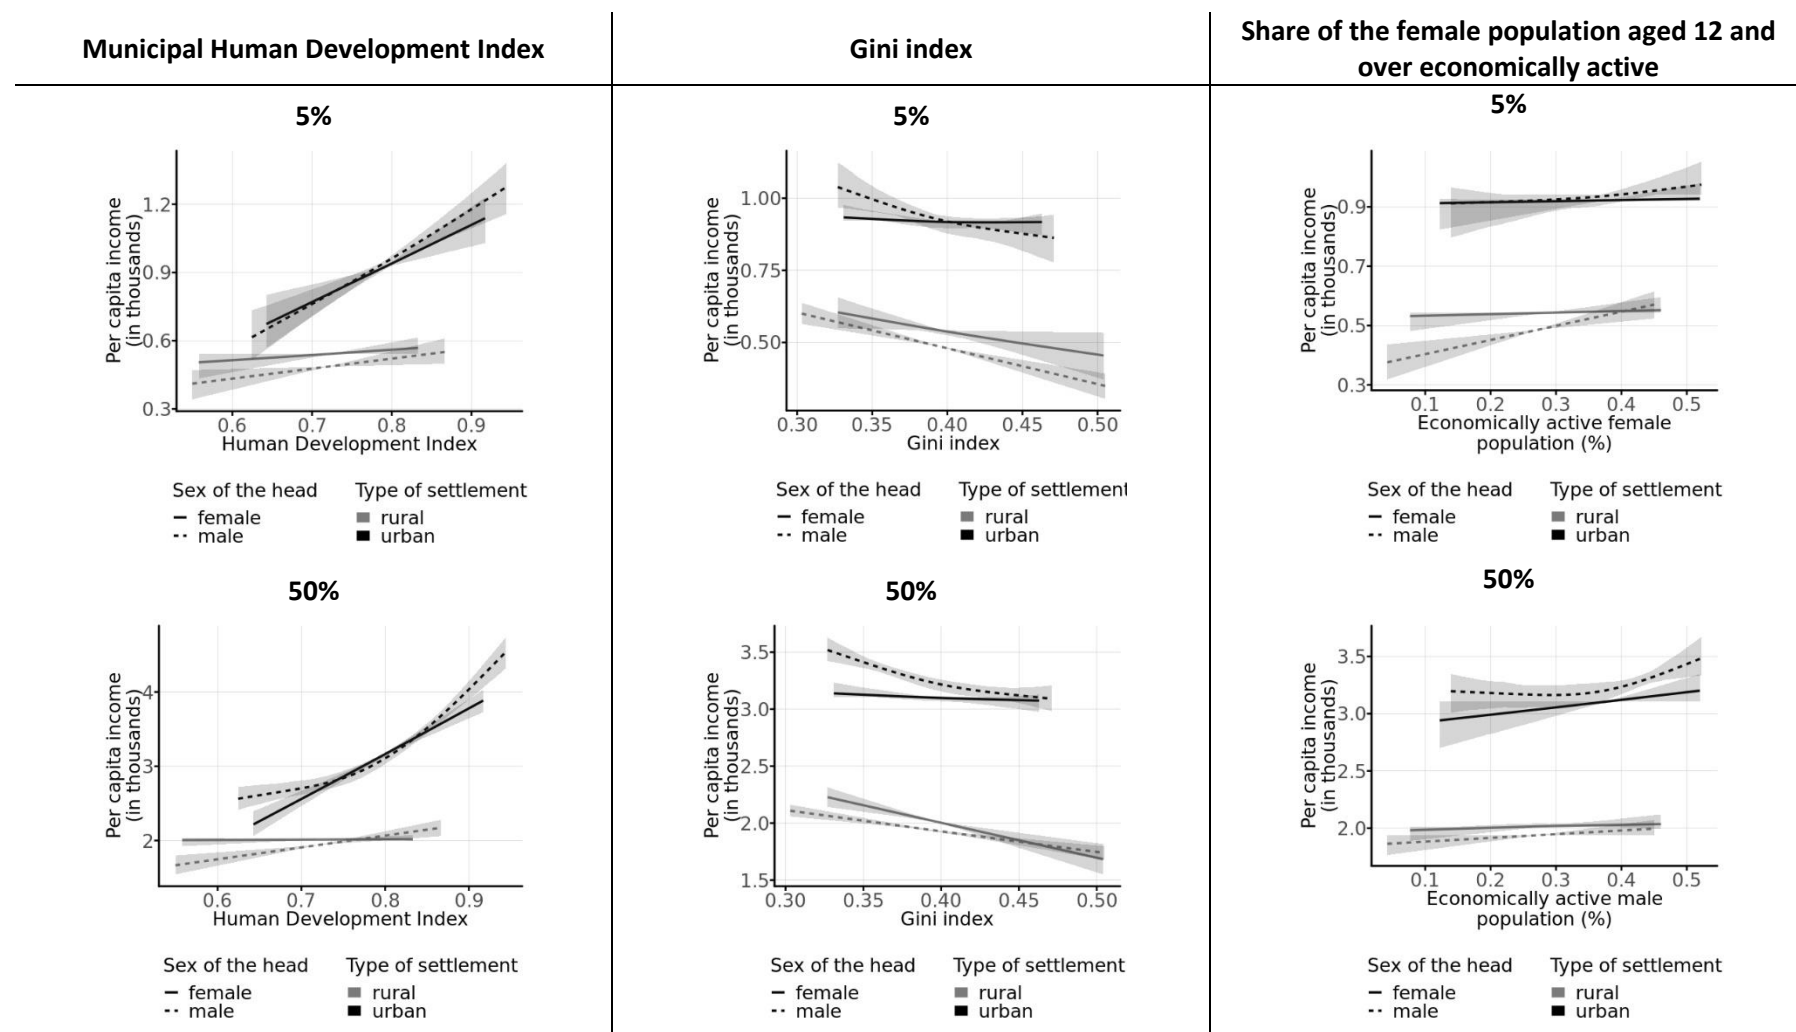 Municipal Human Development Index
Gini index
Share of the female population aged 12 and
over economically active
5%
Per capita income
(in thousands)
1.2
0.9
0.6
0.3
0.6 0.7 0.8 0.9
Human Development Index
Sex of the head Type of settlement
female rural
male urban
5%
Per capita income
(in thousands)
1.00
0.75
0.50
0.30 0.35 0.40 0.45 0.50
Gini index
Sex of the head Type of settlement
female rural
male urban
5%
Per capita income
(in thousands)
0.9
0.7
0.5
0.3
0.1 0.2 0.3 0.4 0.5
Economically active female
population (%)
Sex of the head Type of settlement
female rural
male urban
50%
Per capita income
(in thousands)
4
3
2
0.6 0.7 0.8 0.9
Human Development Index
Sex of the head Type of settlement
female rural
male urban
50%
Per capita income
(in thousands)
3.5
3.0
2.5
2.0
1.5
0.30 0.35 0.40 0.45 0.50
Gini index
Sex of the head Type of settlement
female rural
male urban
50%
Per capita income
(in thousands)
3.5
3.0
2.5
2.0
0.1 0.2 0.3 0.4 0.5
Economically active male
population (%)
Sex of the head Type of settlement
female rural
male urban